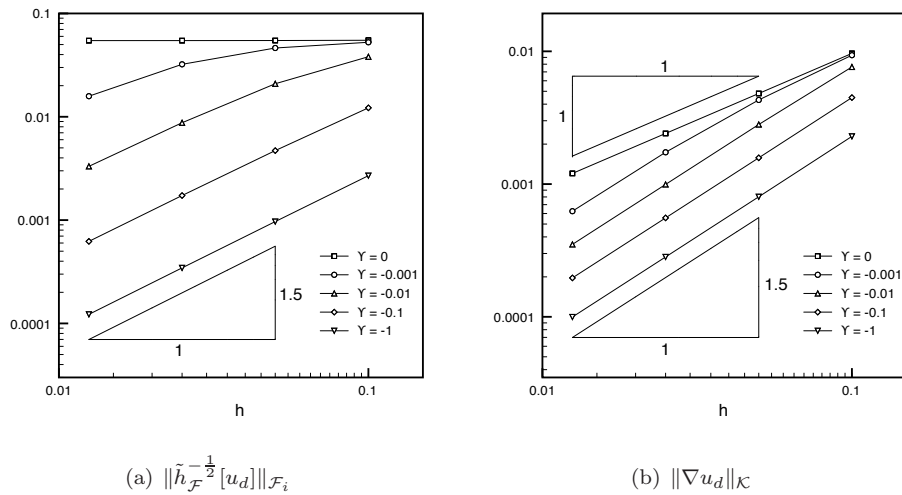 0.1
0.01
0.001
0.0001
0.01
0.1
h
1
1.5
ϒ = 0
ϒ = -0.001
ϒ = -0.01
ϒ = -0.1
ϒ = -1
(a) ‖h̃_ℱ^{-1/2}[u_d]‖_{ℱ_i}
0.01
0.001
0.0001
0.01
0.1
h
1
1
1
1.5
ϒ = 0
ϒ = -0.001
ϒ = -0.01
ϒ = -0.1
ϒ = -1
(b) ‖∇u_d‖_𝒦